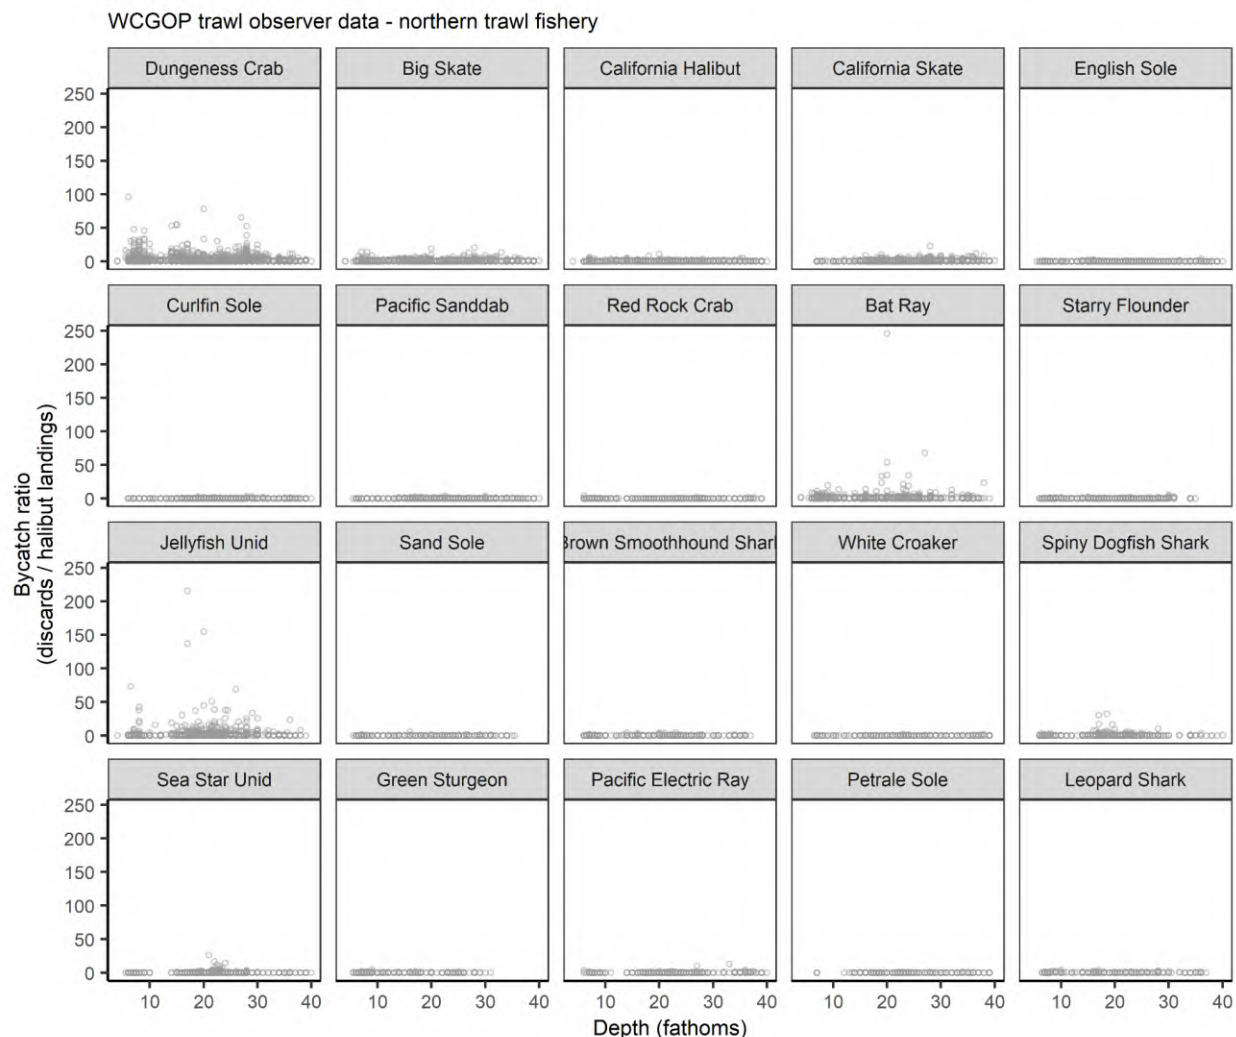 WCGOP trawl observer data - northern trawl fishery
Dungeness Crab Big Skate California Halibut California Skate English Sole
250
200
150
100
50
0
Curlfin Sole Pacific Sanddab Red Rock Crab Bat Ray Starry Flounder
250
200
150
100
50
0
Bycatch ratio
(discards / halibut landings)
Jellyfish Unid Sand Sole Brown Smoothhound Shark White Croaker Spiny Dogfish Shark
250
200
150
100
50
0
Sea Star Unid Green Sturgeon Pacific Electric Ray Petrale Sole Leopard Shark
250
200
150
100
50
0
10 20 30 40 10 20 30 40 10 20 30 40 10 20 30 40 10 20 30 40
Depth (fathoms)